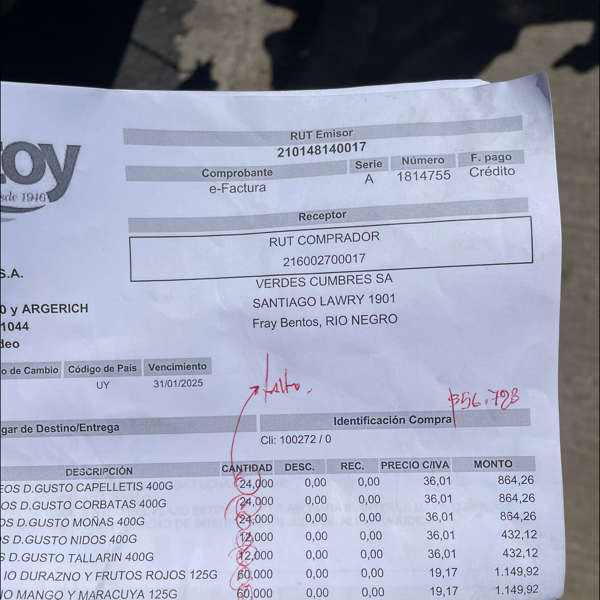 oy
sde 1946
RUT Emisor
210148140017
Comprobante Serie Número F. pago
e-Factura A 1814755 Crédito
Receptor
RUT COMPRADOR
216002700017
S.A.
VERDES CUMBRES SA
SANTIAGO LAWRY 1901
Fray Bentos, RIO NEGRO
0 y ARGERICH
1044
deo
o de Cambio Código de País Vencimiento
UY 31/01/2025
falto.
$56.728
gar de Destino/Entrega Identificación Compra
Cli: 100272 / 0
DESCRIPCIÓN CANTIDAD DESC. REC. PRECIO C/IVA MONTO
EOS D.GUSTO CAPELLETIS 400G 24,000 0,00 0,00 36,01 864,26
OS D.GUSTO CORBATAS 400G 24,000 0,00 0,00 36,01 864,26
OS D.GUSTO MOÑAS 400G 24,000 0,00 0,00 36,01 864,26
OS D.GUSTO NIDOS 400G 12,000 0,00 0,00 36,01 432,12
S D.GUSTO TALLARIN 400G 12,000 0,00 0,00 36,01 432,12
IO DURAZNO Y FRUTOS ROJOS 125G 60,000 0,00 0,00 19,17 1.149,92
IO MANGO Y MARACUYA 125G 60,000 0,00 0,00 19,17 1.149,92